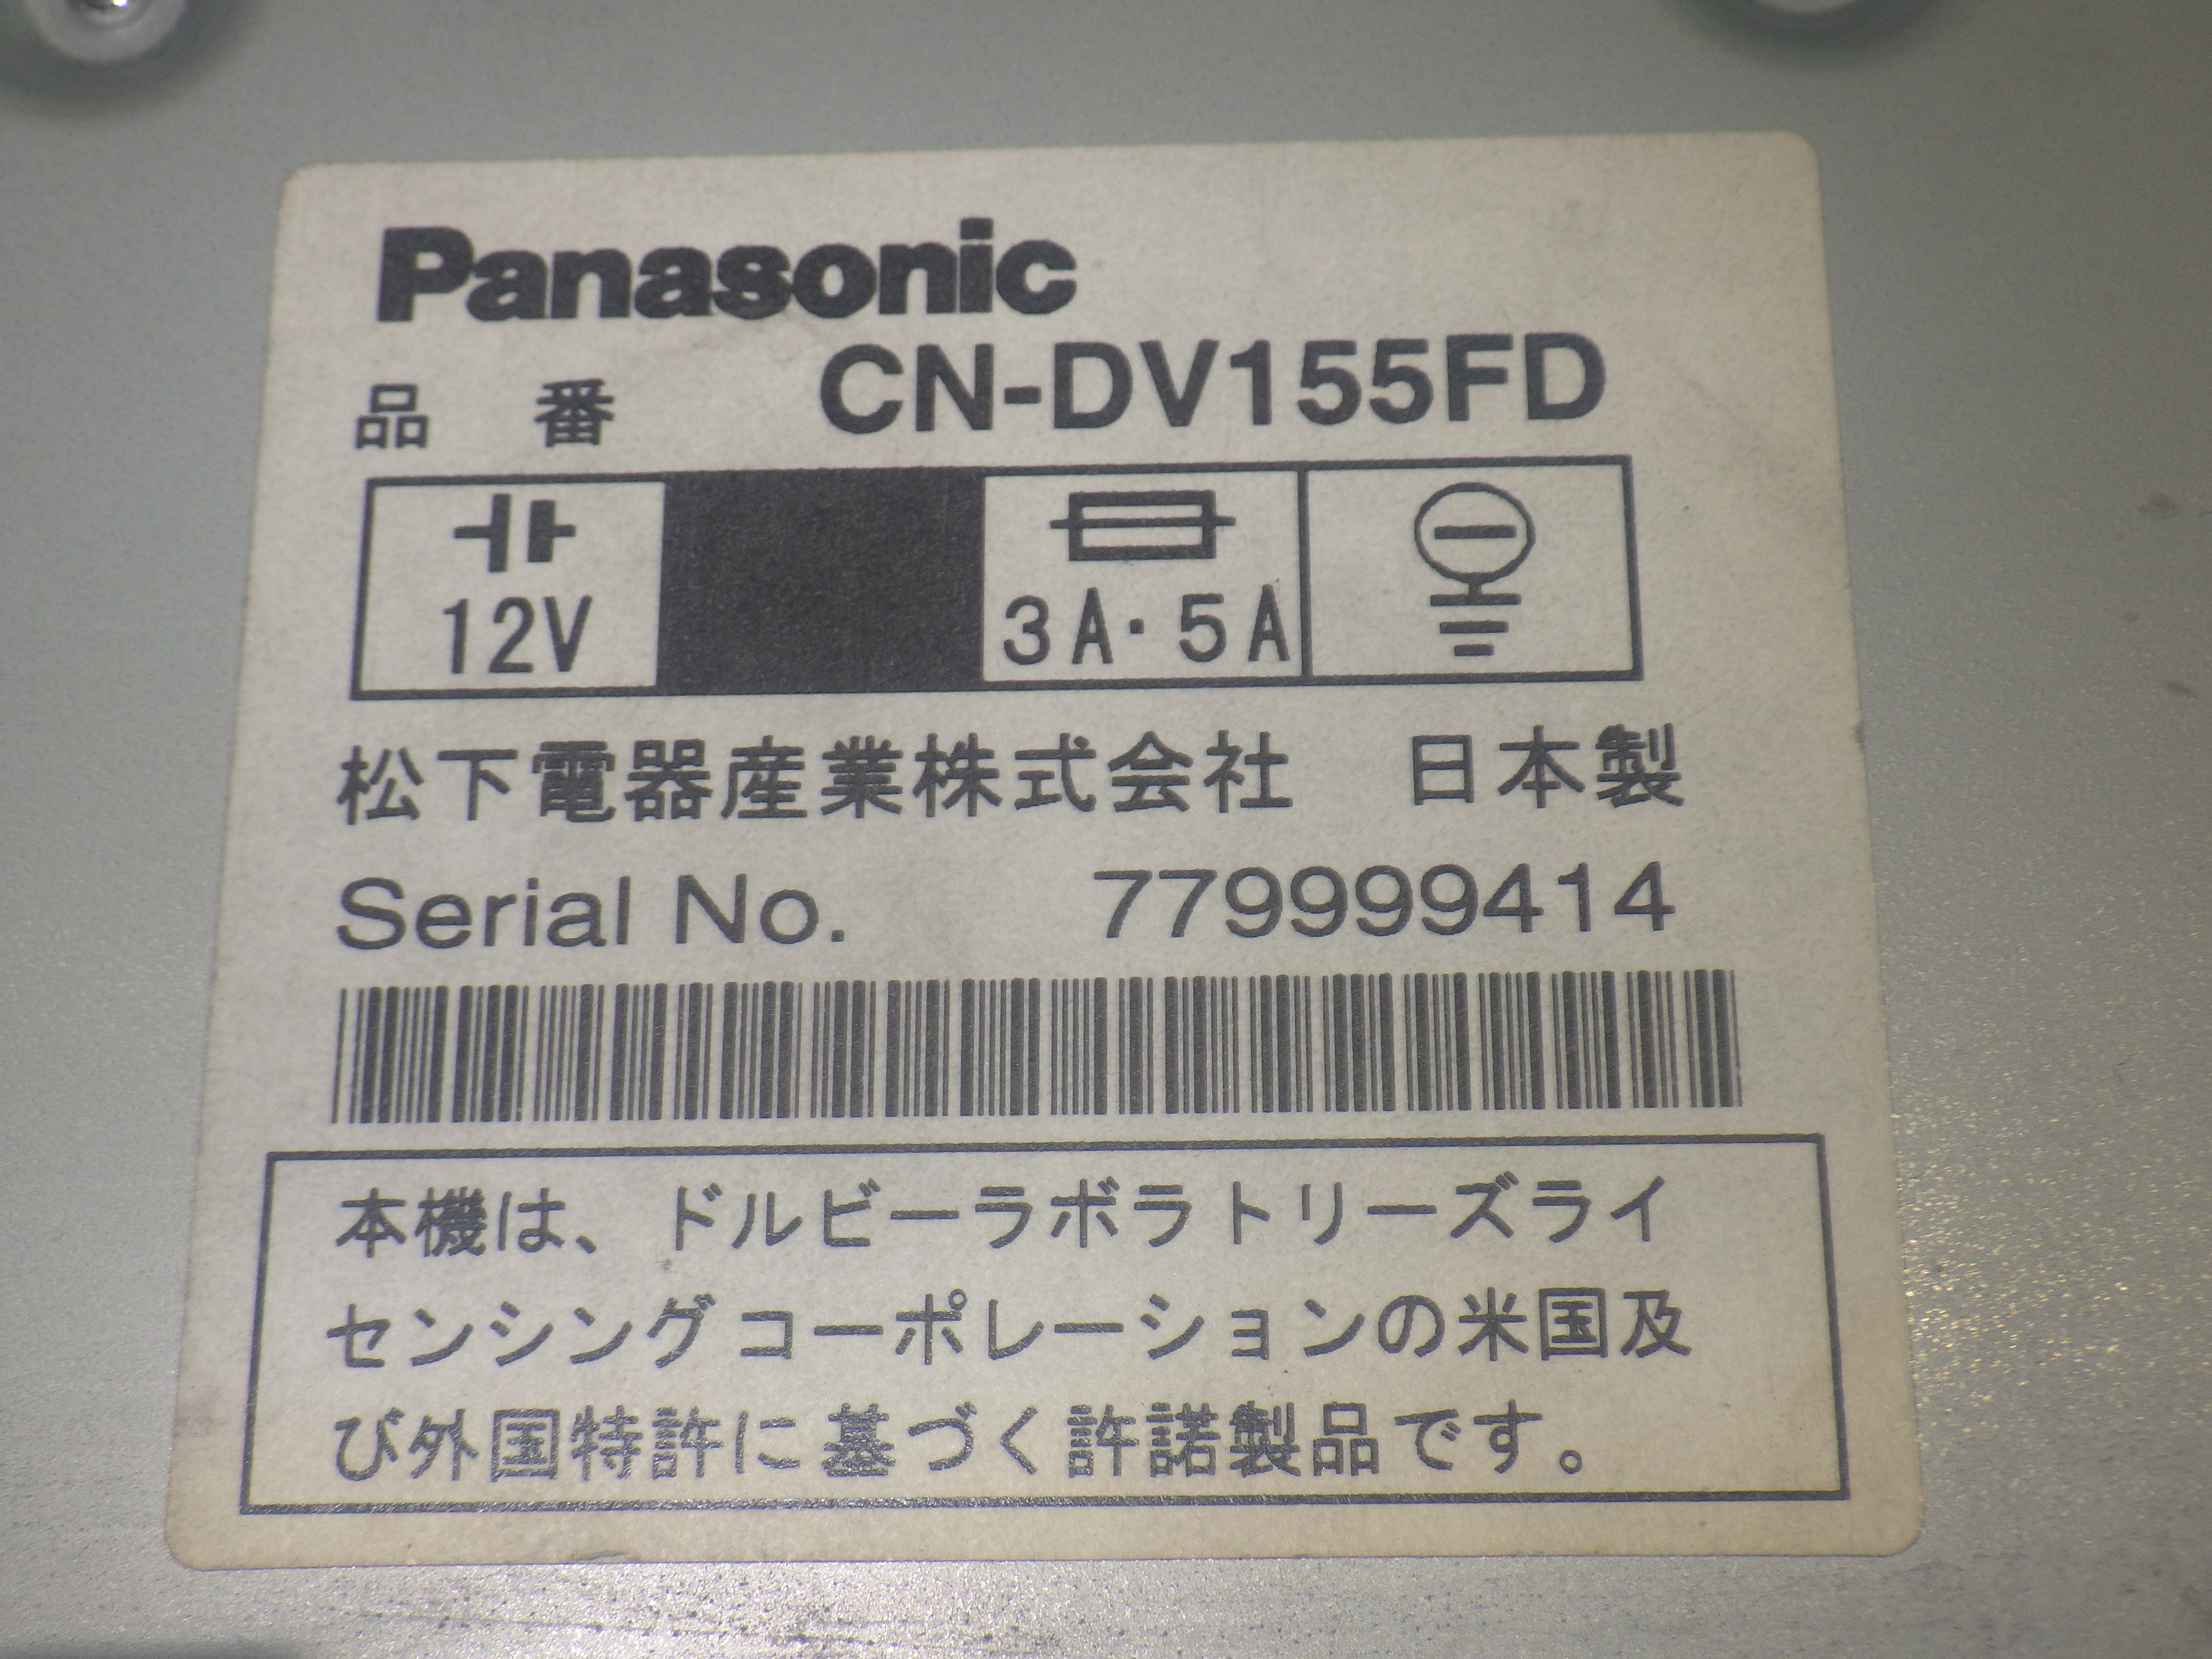 Panasonic
品 番 CN-DV155FD
12V 3A·5A
松下電器産業株式会社 日本製
Serial No. 779999414
本機は、ドルビーラボラトリーズライ
センシングコーポレーションの米国及
び外国特許に基づく許諾製品です。